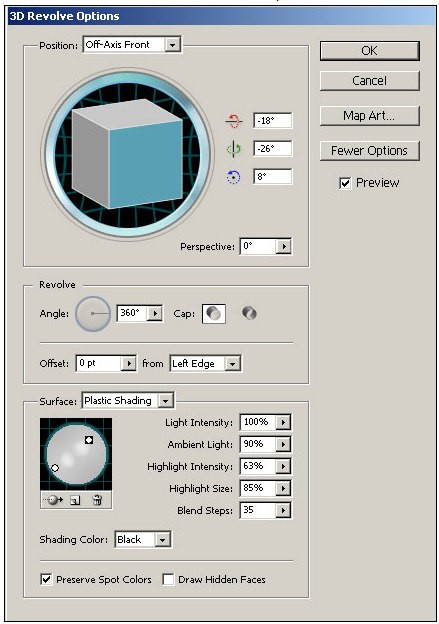 3D Revolve Options
Position: Off-Axis Front
OK
Cancel
Map Art...
Fewer Options
Preview
-18°
-26°
8°
Perspective: 0°
Revolve
Angle: 360° Cap:
Offset: 0 pt from Left Edge
Surface: Plastic Shading
Light Intensity: 100%
Ambient Light: 90%
Highlight Intensity: 63%
Highlight Size: 85%
Blend Steps: 35
Shading Color: Black
Preserve Spot Colors Draw Hidden Faces